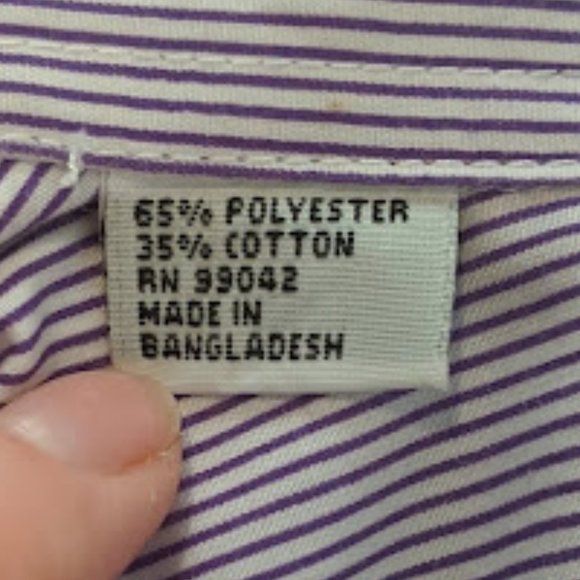 65% POLYESTER
35% COTTON
RN 99042
MADE IN
BANGLADESH